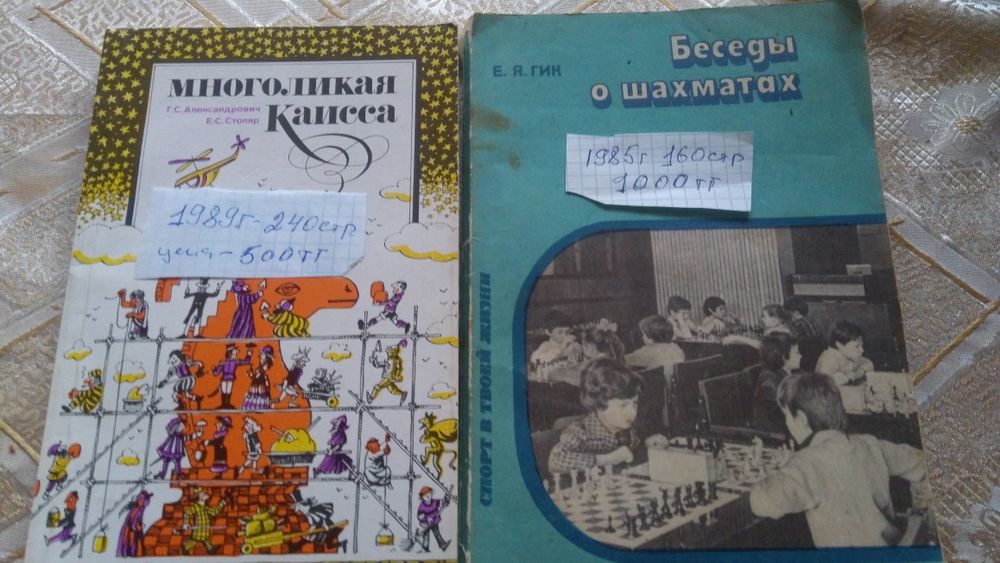 МНОГОЛИКАЯ
Г.С.Александрович
Е.С.Столяр
КАИССА
1989г-240стр
цена-500тг
Е. Я. ГИК
Беседы
о шахматах
1985г 160стр
1000тг
СПОРТ В ТВОЕЙ ЖИЗНИ